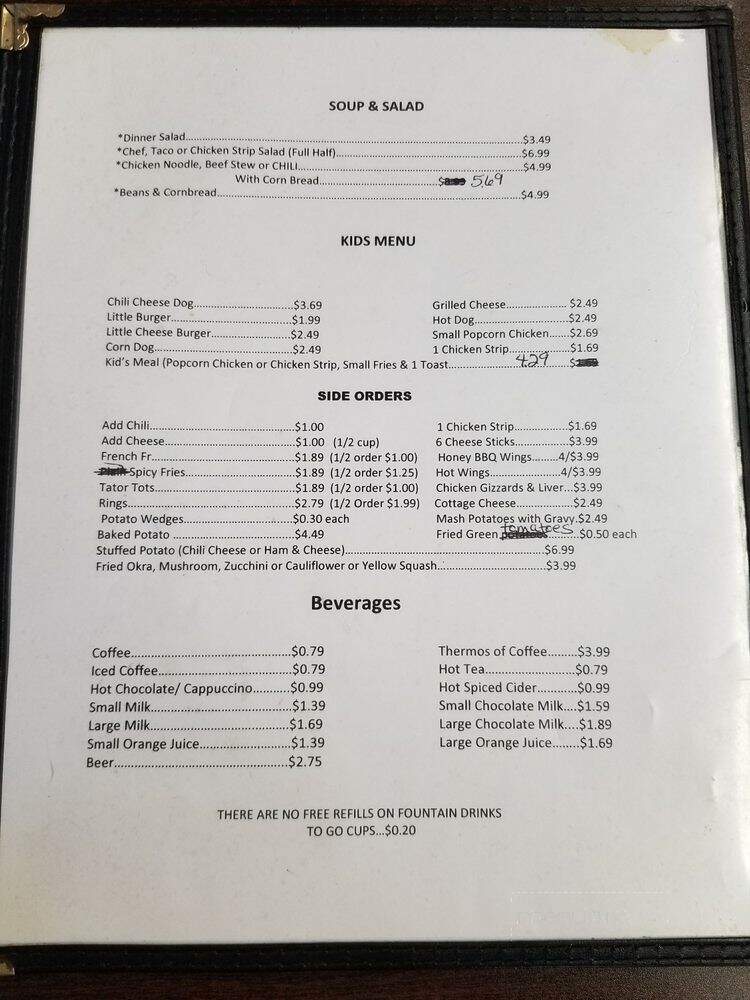 SOUP & SALAD
*Dinner Salad..........$3.49
*Chef, Taco or Chicken Strip Salad (Full Half)..........$6.99
*Chicken Noodle, Beef Stew or CHILI..........$4.99
With Corn Bread..........$ 5.69
*Beans & Cornbread..........$4.99
KIDS MENU
Chili Cheese Dog..........$3.69
Little Burger..........$1.99
Little Cheese Burger..........$2.49
Corn Dog..........$2.49
Grilled Cheese.......... $2.49
Hot Dog..........$2.49
Small Popcorn Chicken......$2.69
1 Chicken Strip..........$1.69
Kid's Meal (Popcorn Chicken or Chicken Strip, Small Fries & 1 Toast..........4.29.....$
SIDE ORDERS
Add Chili..........$1.00
Add Cheese..........$1.00 (1/2 cup)
French Fr..........$1.89 (1/2 order $1.00)
Spicy Fries..........$1.89 (1/2 order $1.25)
Tator Tots..........$1.89 (1/2 order $1.00)
Rings..........$2.79 (1/2 Order $1.99)
Potato Wedges..........$0.30 each
Baked Potato ..........$4.49
1 Chicken Strip..........$1.69
6 Cheese Sticks..........$3.99
Honey BBQ Wings........4/$3.99
Hot Wings..........4/$3.99
Chicken Gizzards & Liver...$3.99
Cottage Cheese..........$2.49
Mash Potatoes with Gravy.$2.49
Fried Green tomatoes..........$0.50 each
Stuffed Potato (Chili Cheese or Ham & Cheese)..........$6.99
Fried Okra, Mushroom, Zucchini or Cauliflower or Yellow Squash..........$3.99
Beverages
Coffee..........$0.79
Iced Coffee..........$0.79
Hot Chocolate/ Cappuccino..........$0.99
Small Milk..........$1.39
Large Milk..........$1.69
Small Orange Juice..........$1.39
Beer..........$2.75
Thermos of Coffee........$3.99
Hot Tea..........$0.79
Hot Spiced Cider..........$0.99
Small Chocolate Milk....$1.59
Large Chocolate Milk....$1.89
Large Orange Juice........$1.69
THERE ARE NO FREE REFILLS ON FOUNTAIN DRINKS
TO GO CUPS...$0.20